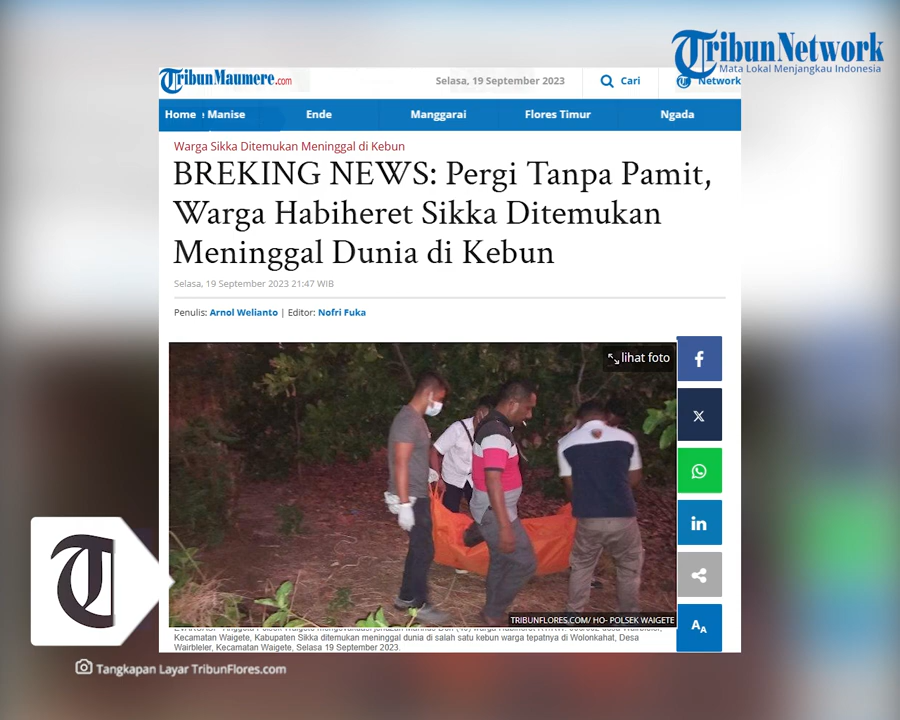 Tribun Network
Mata Lokal Menjangkau Indonesia
TribunMaumere.com
Selasa, 19 September 2023
Cari
Network
Home
Manise
Ende
Manggarai
Flores Timur
Ngada
Warga Sikka Ditemukan Meninggal di Kebun
BREKING NEWS: Pergi Tanpa Pamit,
Warga Habiheret Sikka Ditemukan
Meninggal Dunia di Kebun
Selasa, 19 September 2023 21:47 WIB
Penulis: Arnol Welianto | Editor: Nofri Fuka
lihat foto
TRIBUNFLORES.COM/ HO- POLSEK WAIGETE
Kecamatan Waigete, Kabupaten Sikka ditemukan meninggal dunia di salah satu kebun warga tepatnya di Wolonkahat, Desa
Wairbleler, Kecamatan Waigete, Selasa 19 September 2023.
f
X
in
AA
T
Tangkapan Layar TribunFlores.com